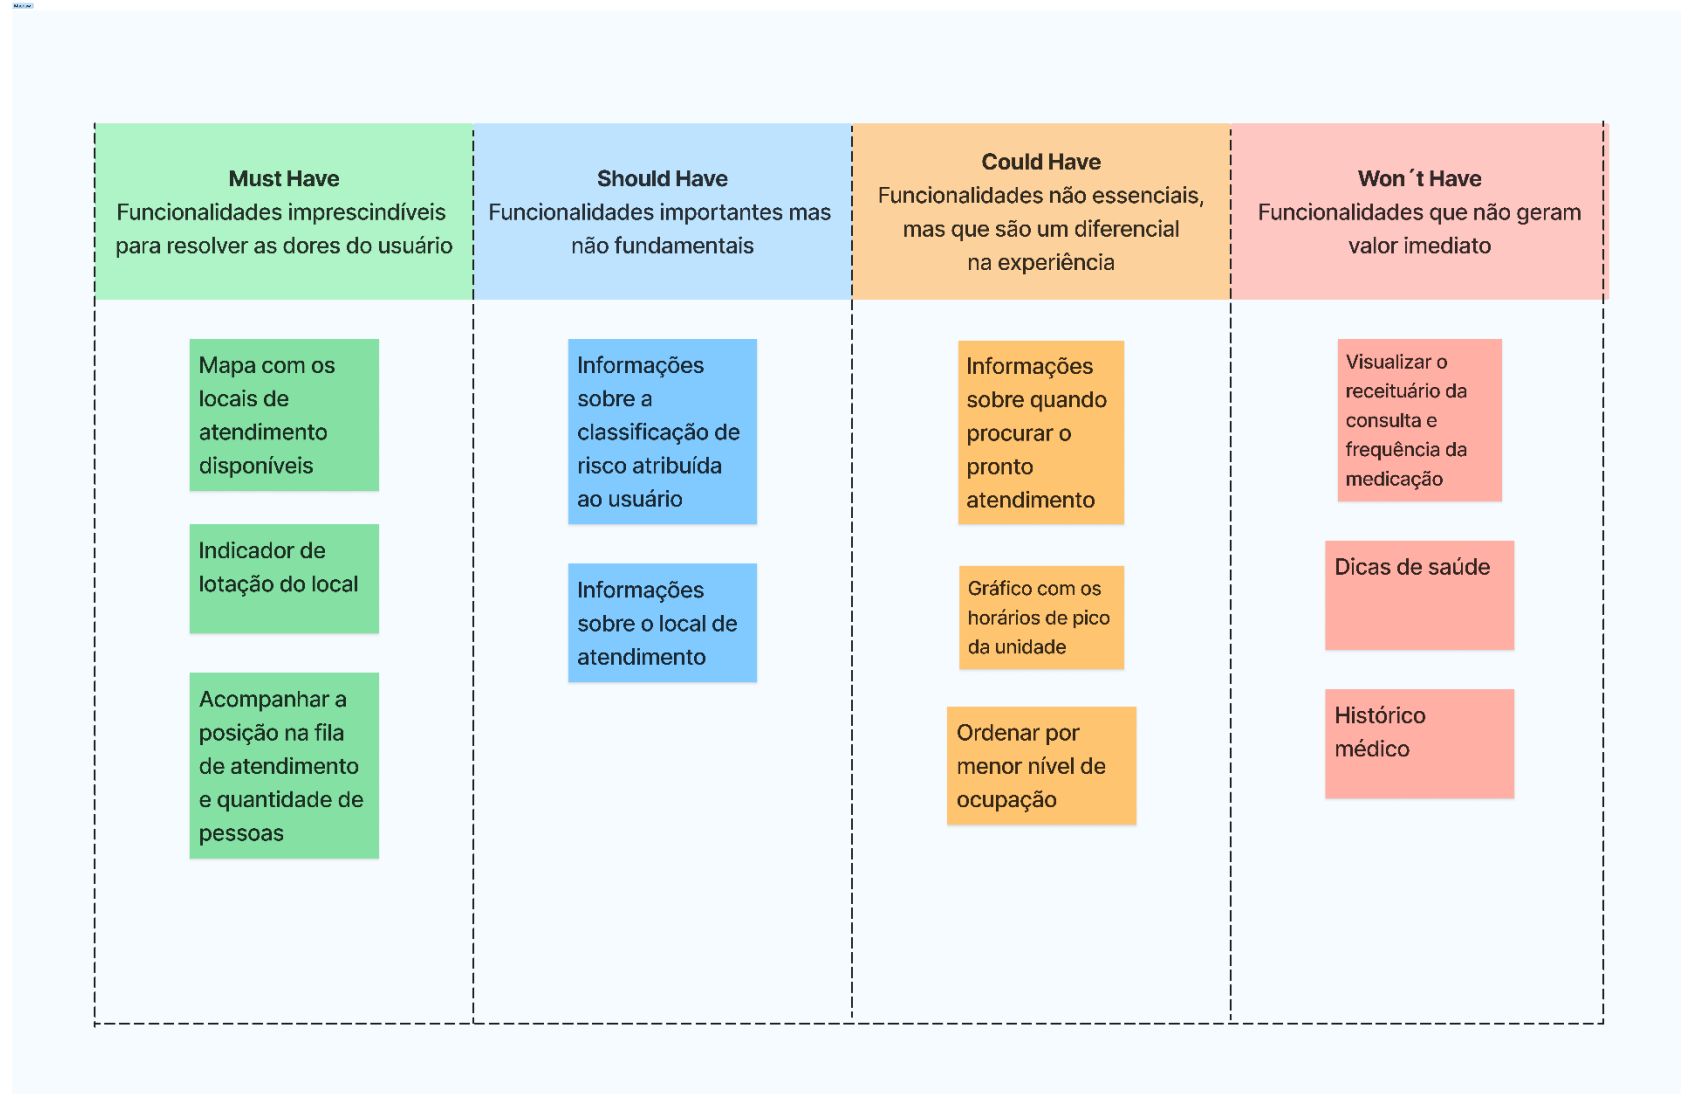 Must Have
Funcionalidades imprescindíveis
para resolver as dores do usuário
Should Have
Funcionalidades importantes mas
não fundamentais
Could Have
Funcionalidades não essenciais,
mas que são um diferencial
na experiência
Won´t Have
Funcionalidades que não geram
valor imediato
Mapa com os
locais de
atendimento
disponíveis
Indicador de
lotação do local
Acompanhar a
posição na fila
de atendimento
e quantidade de
pessoas
Informações
sobre a
classificação de
risco atribuída
ao usuário
Informações
sobre o local de
atendimento
Informações
sobre quando
procurar o
pronto
atendimento
Gráfico com os
horários de pico
da unidade
Ordenar por
menor nível de
ocupação
Visualizar o
receituário da
consulta e
frequência da
medicação
Dicas de saúde
Histórico
médico